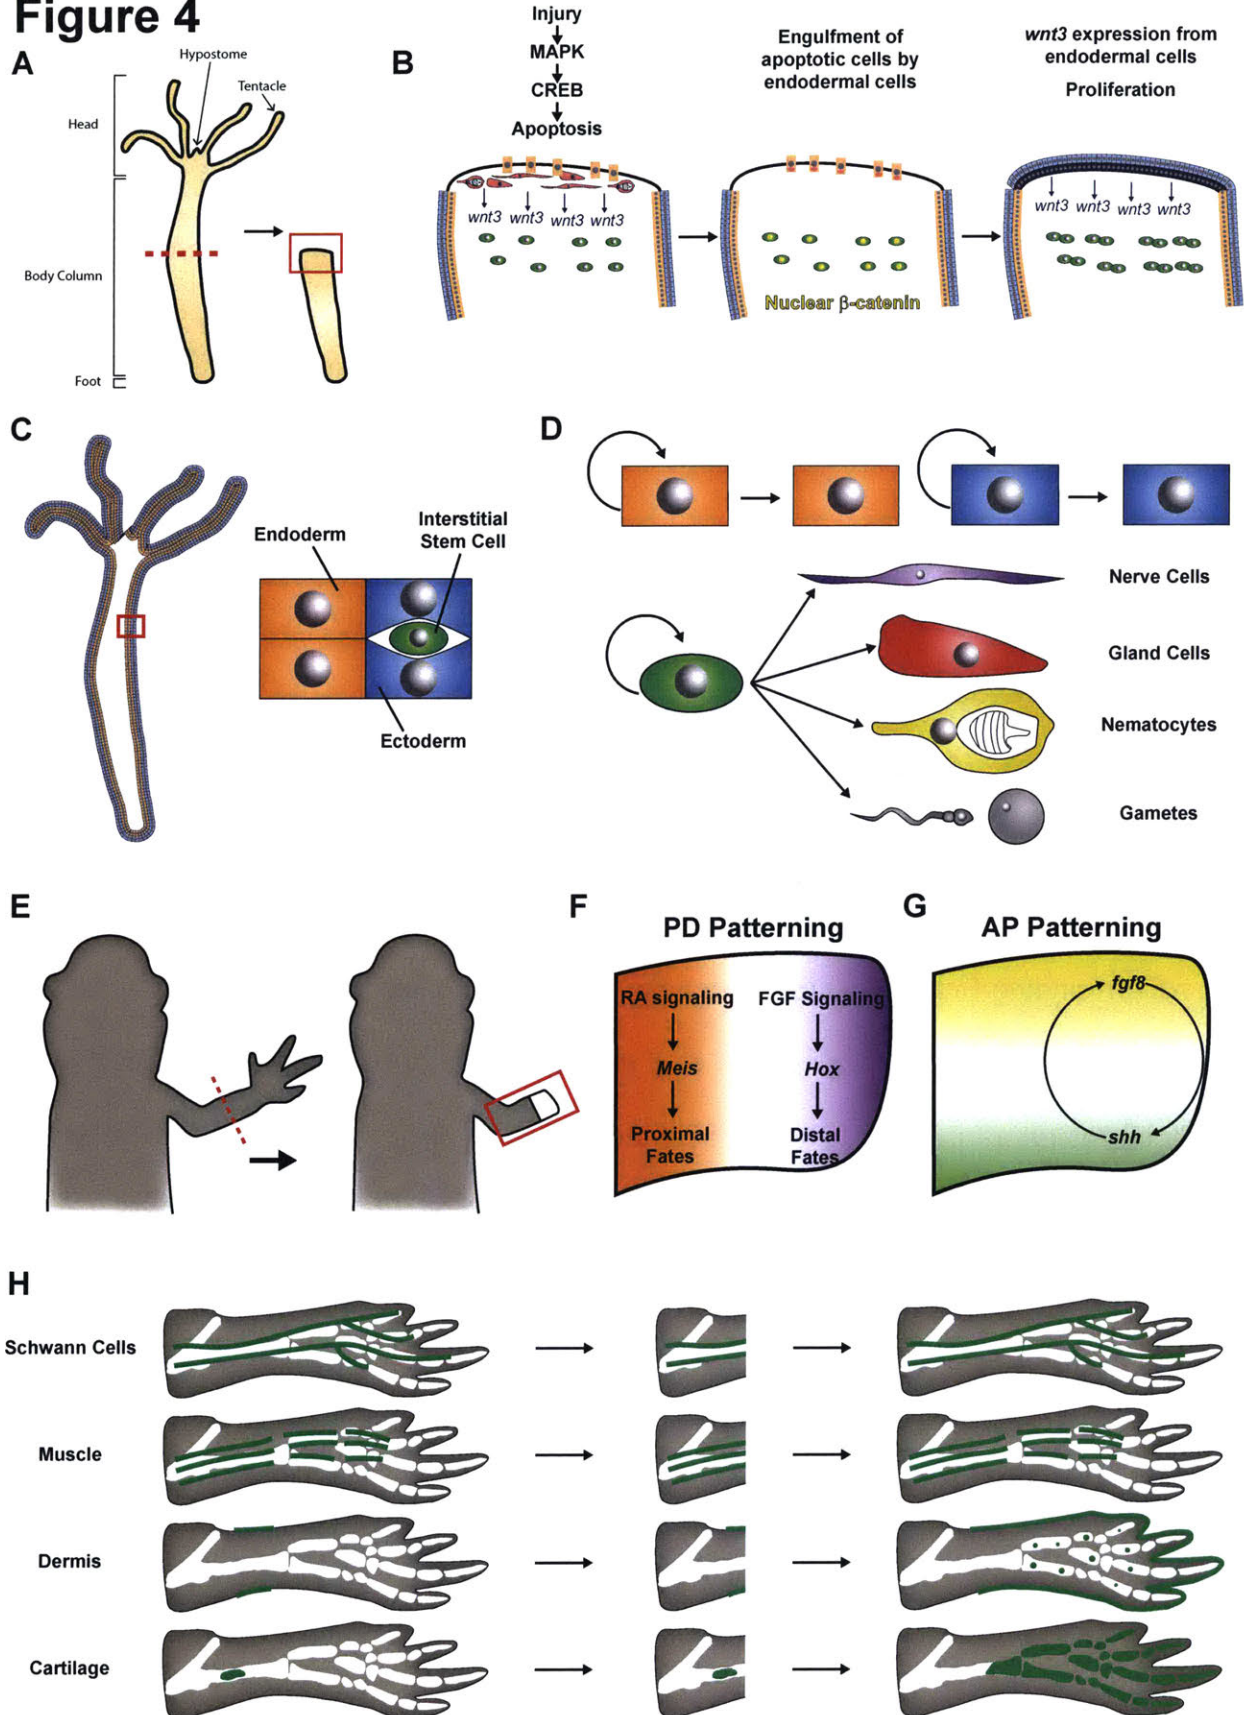 Figure 4
A
Hypostome
Tentacle
Head
Body Column
Foot
B
Injury
MAPK
CREB
Apoptosis
wnt3 wnt3 wnt3 wnt3
Engulfment of
apoptotic cells by
endodermal cells
Nuclear β-catenin
wnt3 expression from
endodermal cells
Proliferation
wnt3 wnt3 wnt3 wnt3
C
Endoderm
Interstitial
Stem Cell
Ectoderm
D
Nerve Cells
Gland Cells
Nematocytes
Gametes
E
F
PD Patterning
RA signaling
Meis
Proximal
Fates
FGF Signaling
Hox
Distal
Fates
G
AP Patterning
fgf8
shh
H
Schwann Cells
Muscle
Dermis
Cartilage